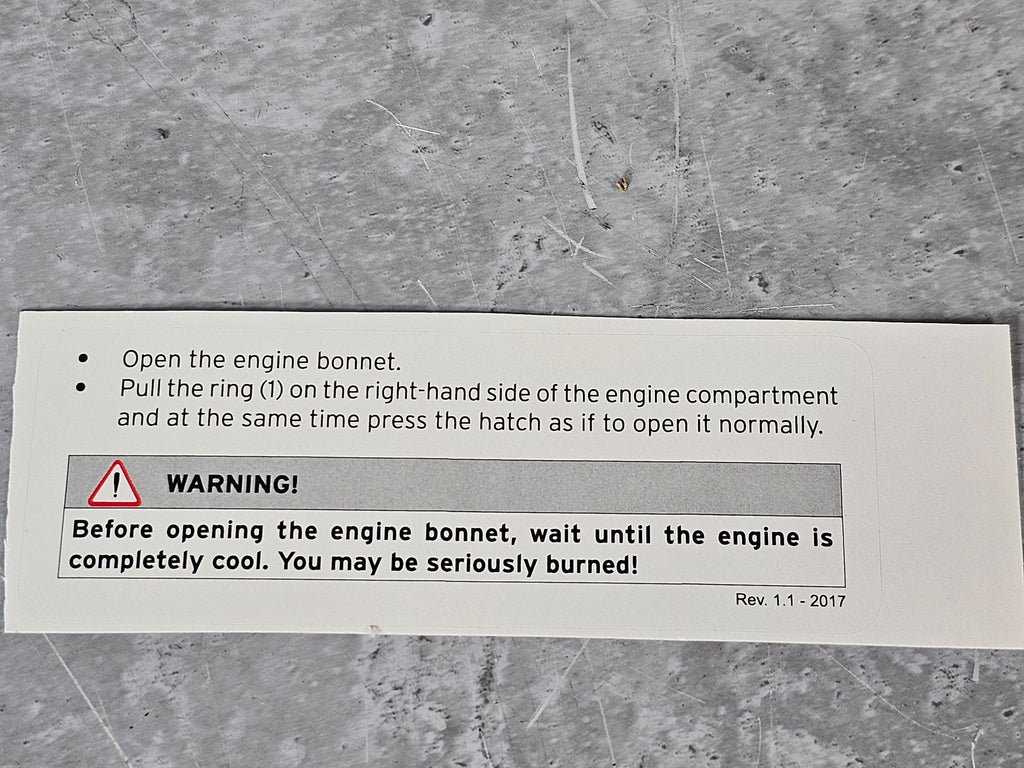 • Open the engine bonnet.
• Pull the ring (1) on the right-hand side of the engine compartment
and at the same time press the hatch as if to open it normally.
WARNING!
Before opening the engine bonnet, wait until the engine is
completely cool. You may be seriously burned!
Rev. 1.1 - 2017